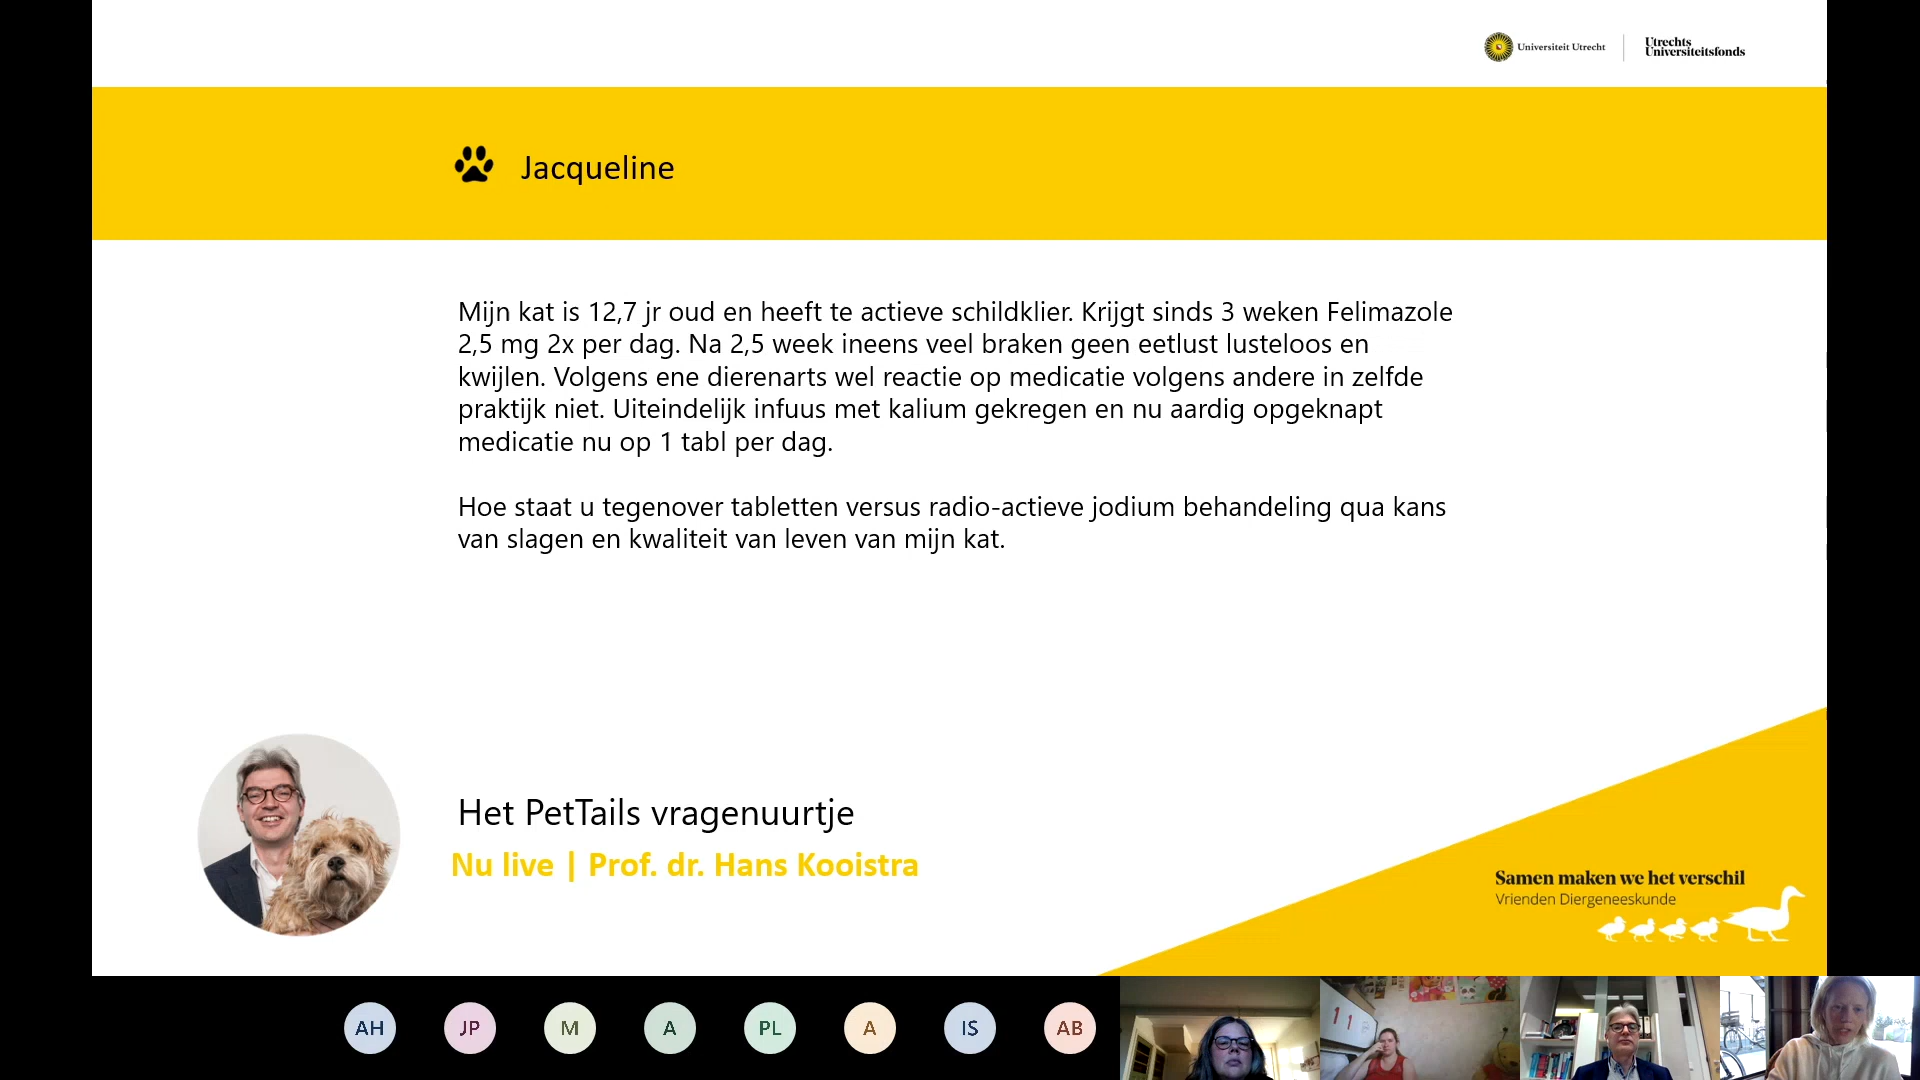 Universiteit Utrecht
Utrechts
Universiteitsfonds
Jacqueline
Mijn kat is 12,7 jr oud en heeft te actieve schildklier. Krijgt sinds 3 weken Felimazole
2,5 mg 2x per dag. Na 2,5 week ineens veel braken geen eetlust lusteloos en
kwijlen. Volgens ene dierenarts wel reactie op medicatie volgens andere in zelfde
praktijk niet. Uiteindelijk infuus met kalium gekregen en nu aardig opgeknapt
medicatie nu op 1 tabl per dag.
Hoe staat u tegenover tabletten versus radio-actieve jodium behandeling qua kans
van slagen en kwaliteit van leven van mijn kat.
Het PetTails vragenuurtje
Nu live | Prof. dr. Hans Kooistra
Samen maken we het verschil
Vrienden Diergeneeskunde
AH JP M A PL A IS AB